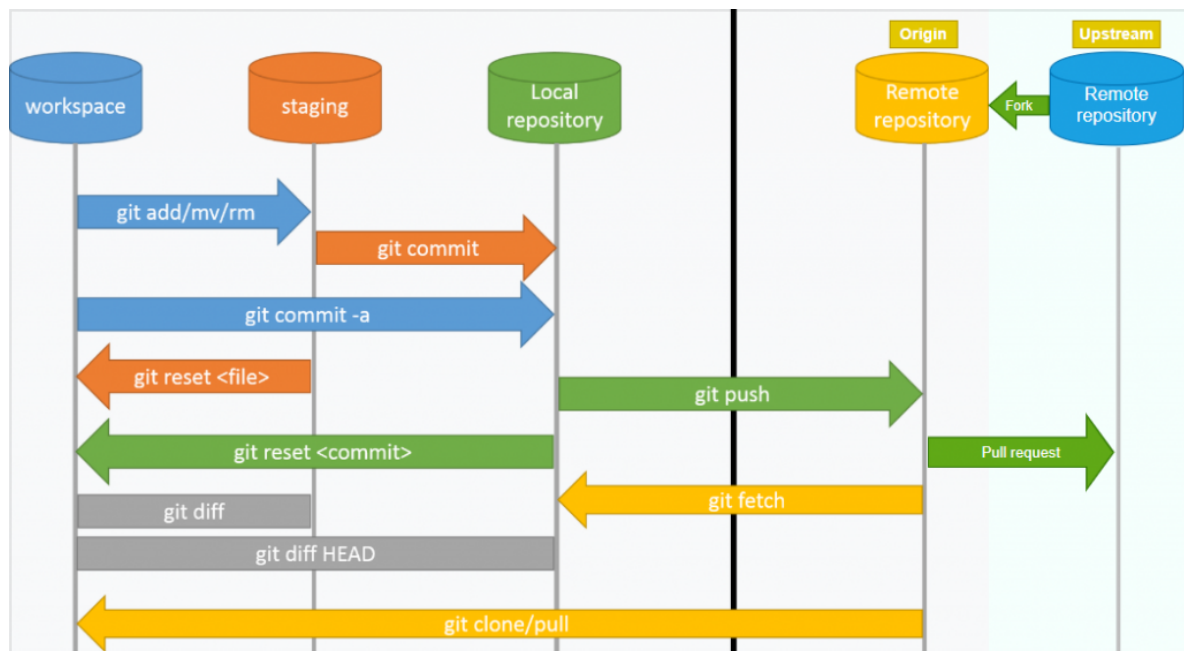 Origin
Upstream
workspace
staging
Local
repository
Remote
repository
Fork
Remote
repository
git add/mv/rm
git commit
git commit -a
git reset <file>
git push
git reset <commit>
Pull request
git fetch
git diff
git diff HEAD
git clone/pull